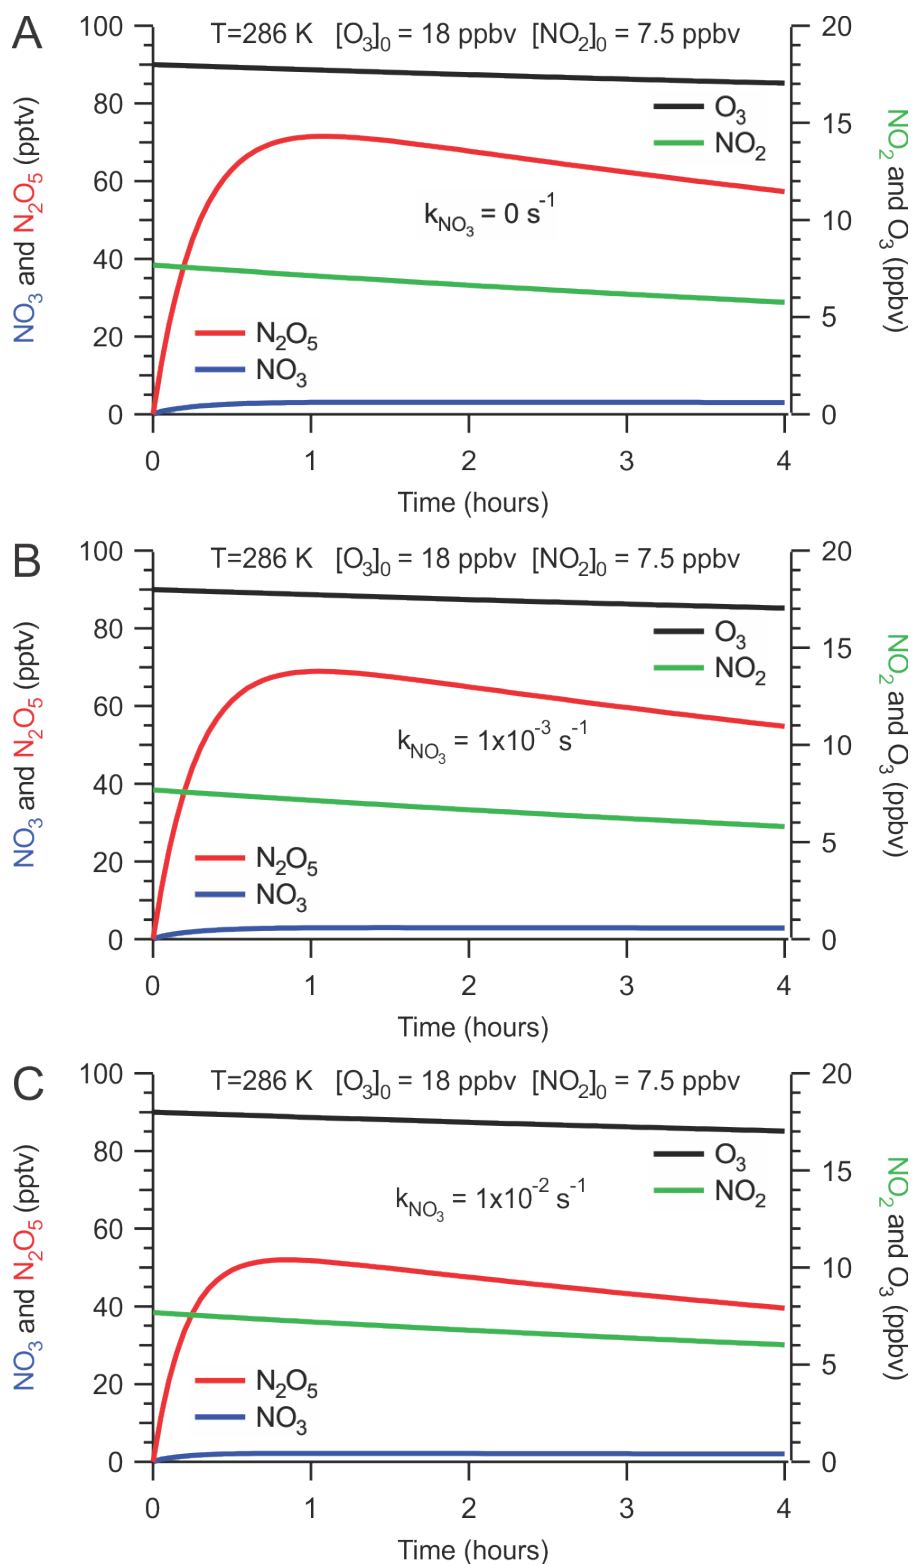 A
T=286 K [O3]0 = 18 ppbv [NO2]0 = 7.5 ppbv
100
80
60
40
20
0
NO3 and N2O5 (pptv)
20
15
10
5
0
NO2 and O3 (ppbv)
O3
NO2
kNO3 = 0 s-1
N2O5
NO3
0 1 2 3 4
Time (hours)
B
T=286 K [O3]0 = 18 ppbv [NO2]0 = 7.5 ppbv
100
80
60
40
20
0
NO3 and N2O5 (pptv)
20
15
10
5
0
NO2 and O3 (ppbv)
O3
NO2
kNO3 = 1x10-3 s-1
N2O5
NO3
0 1 2 3 4
Time (hours)
C
T=286 K [O3]0 = 18 ppbv [NO2]0 = 7.5 ppbv
100
80
60
40
20
0
NO3 and N2O5 (pptv)
20
15
10
5
0
NO2 and O3 (ppbv)
O3
NO2
kNO3 = 1x10-2 s-1
N2O5
NO3
0 1 2 3 4
Time (hours)